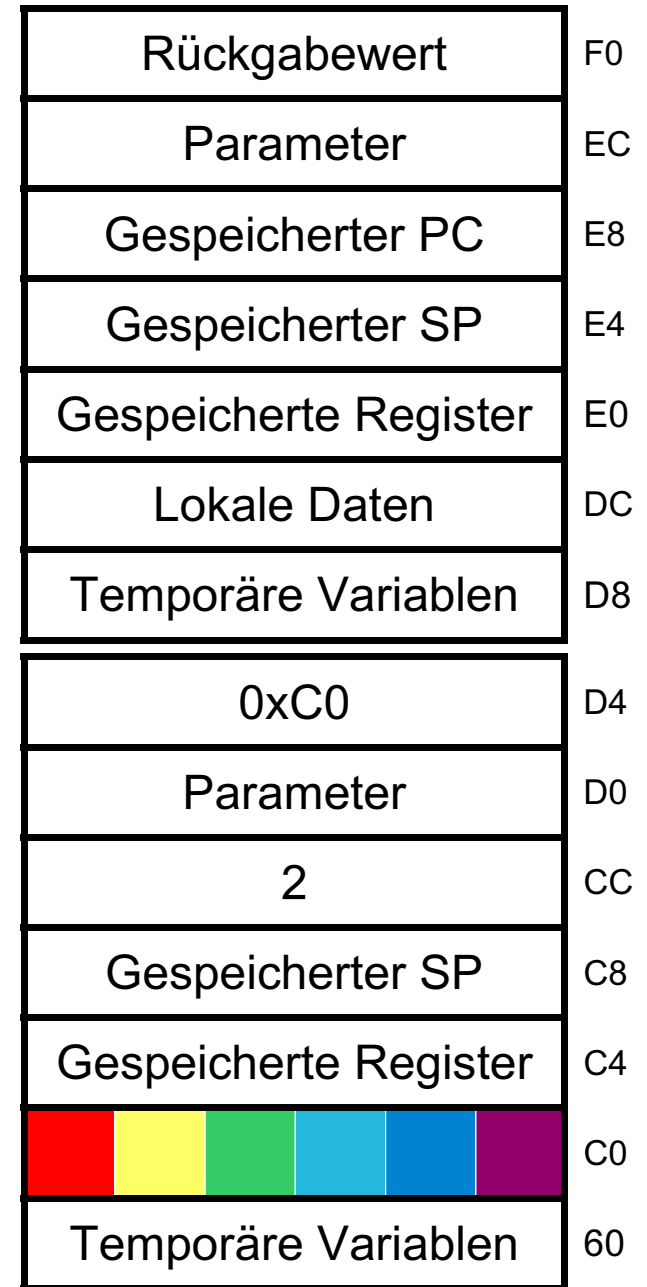 Rückgabewert F0
Parameter EC
Gespeicherter PC E8
Gespeicherter SP E4
Gespeicherte Register E0
Lokale Daten DC
Temporäre Variablen D8
0xC0 D4
Parameter D0
2 CC
Gespeicherter SP C8
Gespeicherte Register C4
C0
Temporäre Variablen 60